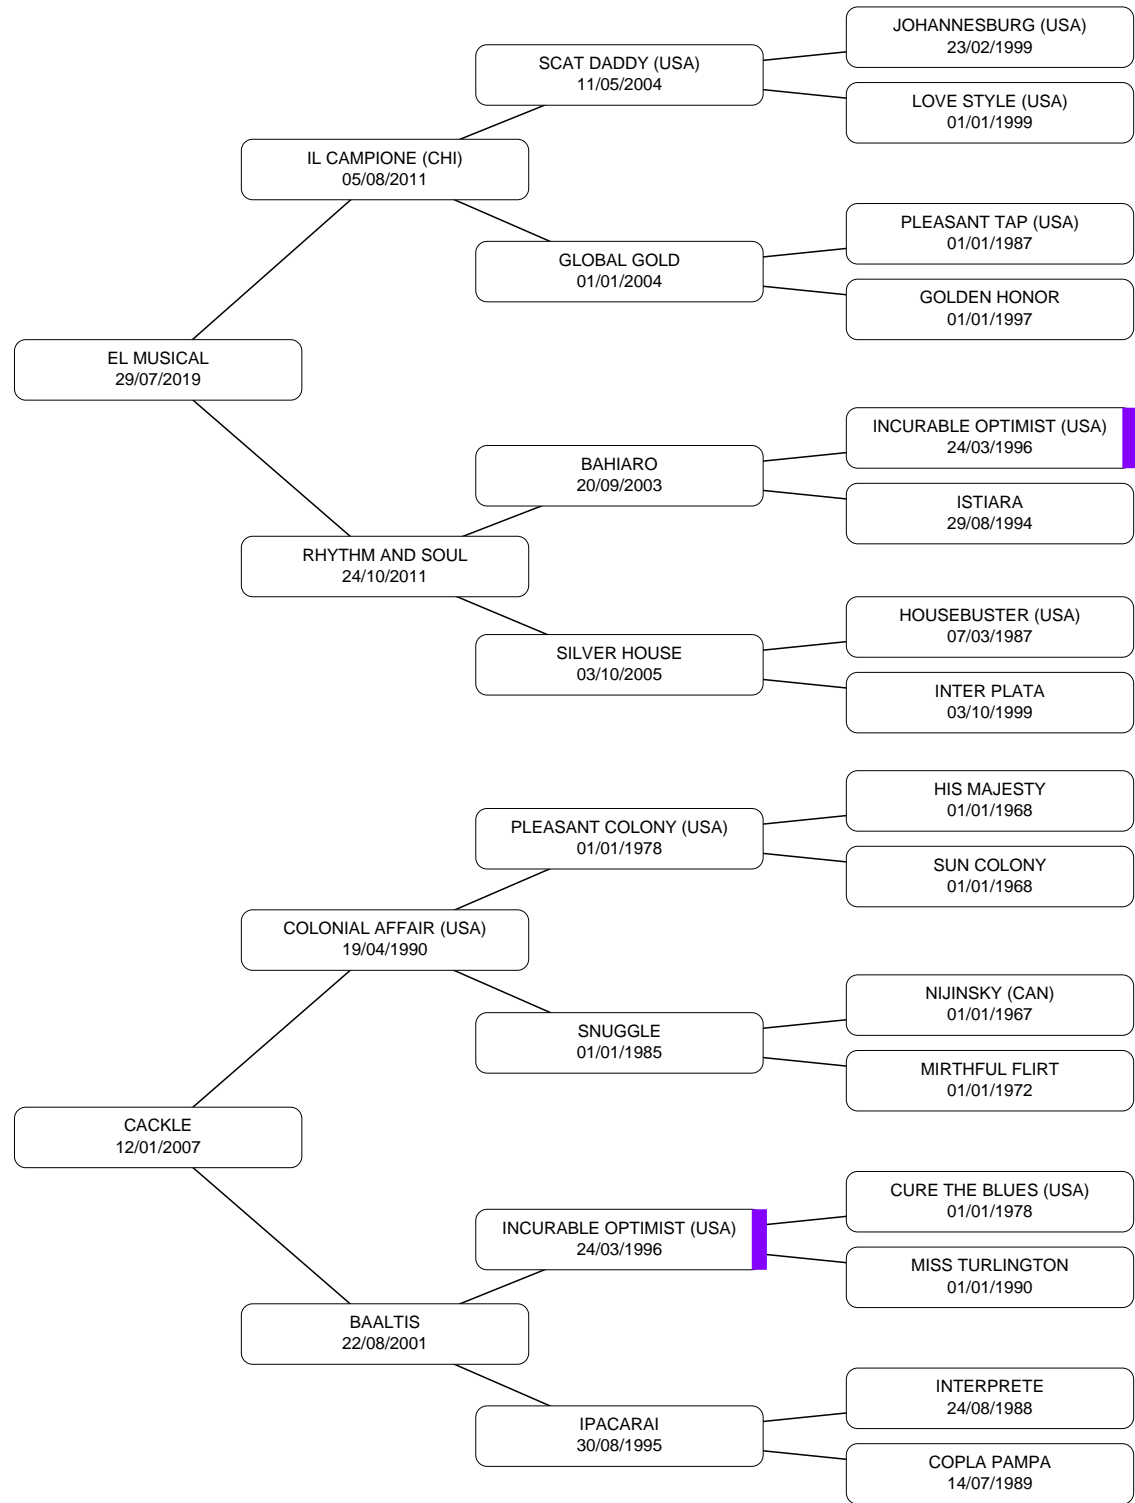 JOHANNESBURG (USA)
23/02/1999
SCAT DADDY (USA)
11/05/2004
LOVE STYLE (USA)
01/01/1999
IL CAMPIONE (CHI)
05/08/2011
PLEASANT TAP (USA)
01/01/1987
GLOBAL GOLD
01/01/2004
GOLDEN HONOR
01/01/1997
EL MUSICAL
29/07/2019
INCURABLE OPTIMIST (USA)
24/03/1996
BAHIARO
20/09/2003
ISTIARA
29/08/1994
RHYTHM AND SOUL
24/10/2011
HOUSEBUSTER (USA)
07/03/1987
SILVER HOUSE
03/10/2005
INTER PLATA
03/10/1999
HIS MAJESTY
01/01/1968
PLEASANT COLONY (USA)
01/01/1978
SUN COLONY
01/01/1968
COLONIAL AFFAIR (USA)
19/04/1990
NIJINSKY (CAN)
01/01/1967
SNUGGLE
01/01/1985
MIRTHFUL FLIRT
01/01/1972
CACKLE
12/01/2007
CURE THE BLUES (USA)
01/01/1978
INCURABLE OPTIMIST (USA)
24/03/1996
MISS TURLINGTON
01/01/1990
BAALTIS
22/08/2001
INTERPRETE
24/08/1988
IPACARAI
30/08/1995
COPLA PAMPA
14/07/1989